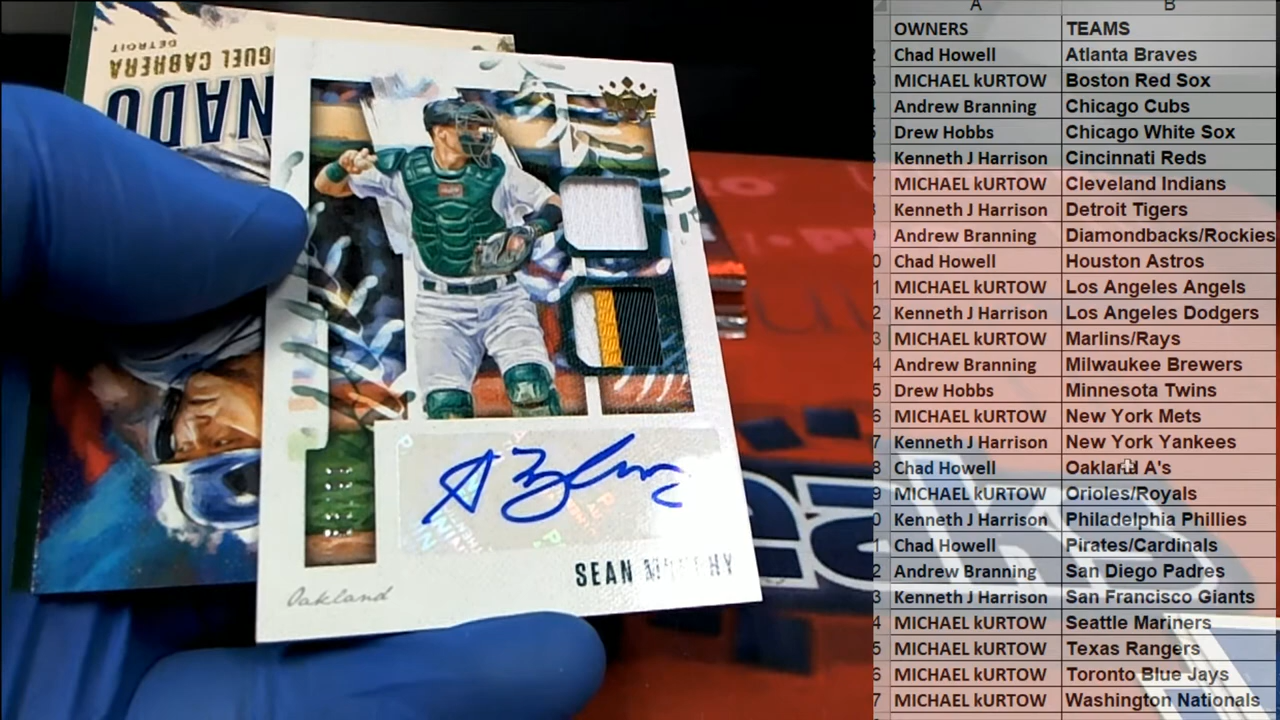 DETROIT
GUEL CABRERA
NADO
SEAN MURPHY
Oakland
A B
OWNERS TEAMS
Chad Howell Atlanta Braves
MICHAEL kURTOW Boston Red Sox
Andrew Branning Chicago Cubs
Drew Hobbs Chicago White Sox
Kenneth J Harrison Cincinnati Reds
MICHAEL kURTOW Cleveland Indians
Kenneth J Harrison Detroit Tigers
Andrew Branning Diamondbacks/Rockies
Chad Howell Houston Astros
MICHAEL kURTOW Los Angeles Angels
Kenneth J Harrison Los Angeles Dodgers
MICHAEL kURTOW Marlins/Rays
Andrew Branning Milwaukee Brewers
Drew Hobbs Minnesota Twins
MICHAEL kURTOW New York Mets
Kenneth J Harrison New York Yankees
Chad Howell Oakland A's
MICHAEL kURTOW Orioles/Royals
Kenneth J Harrison Philadelphia Phillies
Chad Howell Pirates/Cardinals
Andrew Branning San Diego Padres
Kenneth J Harrison San Francisco Giants
MICHAEL kURTOW Seattle Mariners
MICHAEL kURTOW Texas Rangers
MICHAEL kURTOW Toronto Blue Jays
MICHAEL kURTOW Washington Nationals